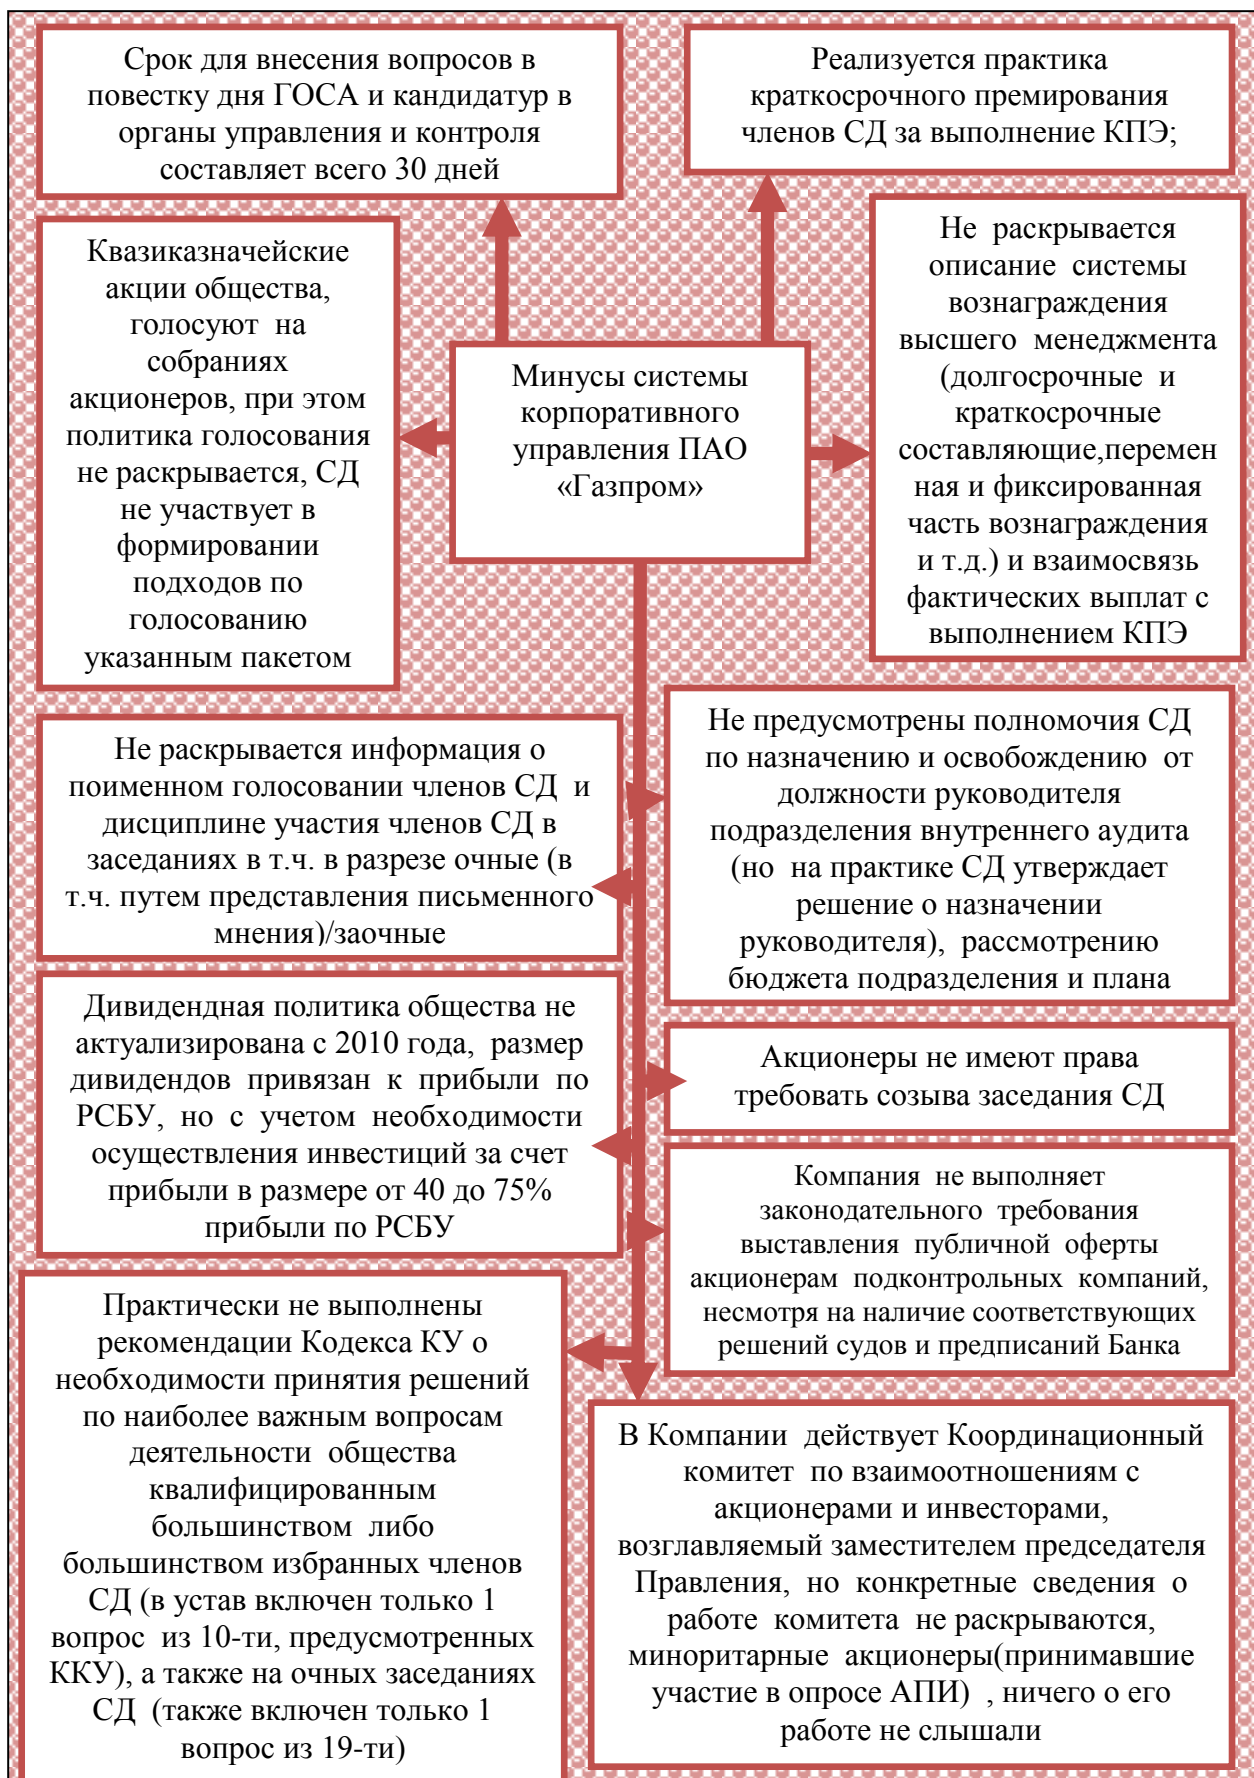 Срок для внесения вопросов в
повестку дня ГОСА и кандидатур в
органы управления и контроля
составляет всего 30 дней
Реализуется практика
краткосрочного премирования
членов СД за выполнение КПЭ;
Квазиказначейские
акции общества,
голосуют на
собраниях
акционеров, при этом
политика голосования
не раскрывается, СД
не участвует в
формировании
подходов по
голосованию
указанным пакетом
Минусы системы
корпоративного
управления ПАО
«Газпром»
Не раскрывается
описание системы
вознаграждения
высшего менеджмента
(долгосрочные и
краткосрочные
составляющие,перемен
ная и фиксированная
часть вознаграждения
и т.д.) и взаимосвязь
фактических выплат с
выполнением КПЭ
Не раскрывается информация о
поименном голосовании членов СД и
дисциплине участия членов СД в
заседаниях в т.ч. в разрезе очные (в
т.ч. путем представления письменного
мнения)/заочные
Не предусмотрены полномочия СД
по назначению и освобождению от
должности руководителя
подразделения внутреннего аудита
(но на практике СД утверждает
решение о назначении
руководителя), рассмотрению
бюджета подразделения и плана
Дивидендная политика общества не
актуализирована с 2010 года, размер
дивидендов привязан к прибыли по
РСБУ, но с учетом необходимости
осуществления инвестиций за счет
прибыли в размере от 40 до 75%
прибыли по РСБУ
Акционеры не имеют права
требовать созыва заседания СД
Компания не выполняет
законодательного требования
выставления публичной оферты
акционерам подконтрольных компаний,
несмотря на наличие соответствующих
решений судов и предписаний Банка
Практически не выполнены
рекомендации Кодекса КУ о
необходимости принятия решений
по наиболее важным вопросам
деятельности общества
квалифицированным
большинством либо
большинством избранных членов
СД (в устав включен только 1
вопрос из 10-ти, предусмотренных
ККУ), а также на очных заседаниях
СД (также включен только 1
вопрос из 19-ти)
В Компании действует Координационный
комитет по взаимоотношениям с
акционерами и инвесторами,
возглавляемый заместителем председателя
Правления, но конкретные сведения о
работе комитета не раскрываются,
миноритарные акционеры(принимавшие
участие в опросе АПИ) , ничего о его
работе не слышали